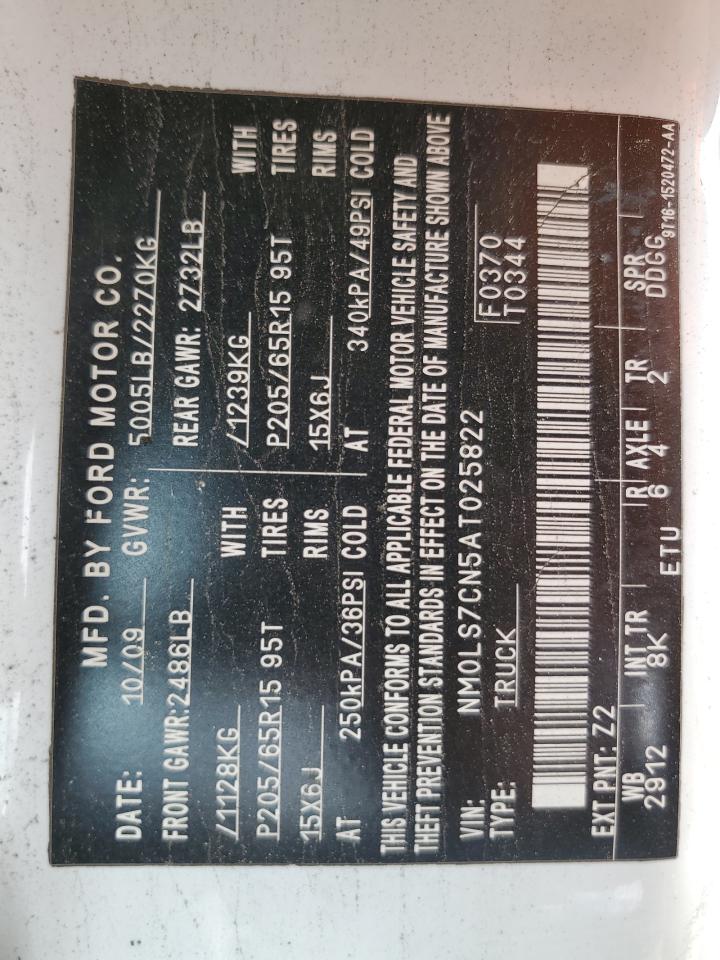 MFD. BY FORD MOTOR CO.
DATE: 10/09 GVWR: 5005LB/2270KG
FRONT GAWR: 2486LB REAR GAWR: 2732LB
/1128KG WITH /1239KG WITH
P205/65R15 95T TIRES P205/65R15 95T TIRES
15X6J RIMS 15X6J RIMS
AT 250kPA/36PSI COLD AT 340kPA/49PSI COLD
THIS VEHICLE CONFORMS TO ALL APPLICABLE FEDERAL MOTOR VEHICLE SAFETY AND
THEFT PREVENTION STANDARDS IN EFFECT ON THE DATE OF MANUFACTURE SHOWN ABOVE
VIN: NM0LS7CN5AT025822 F0370
TYPE: TRUCK T0344
EXT PNT: Z2
WB INT TR R AXLE TR SPR
2912 8K 6 4 2 DDGG
ETU 9T16-1520472-AA